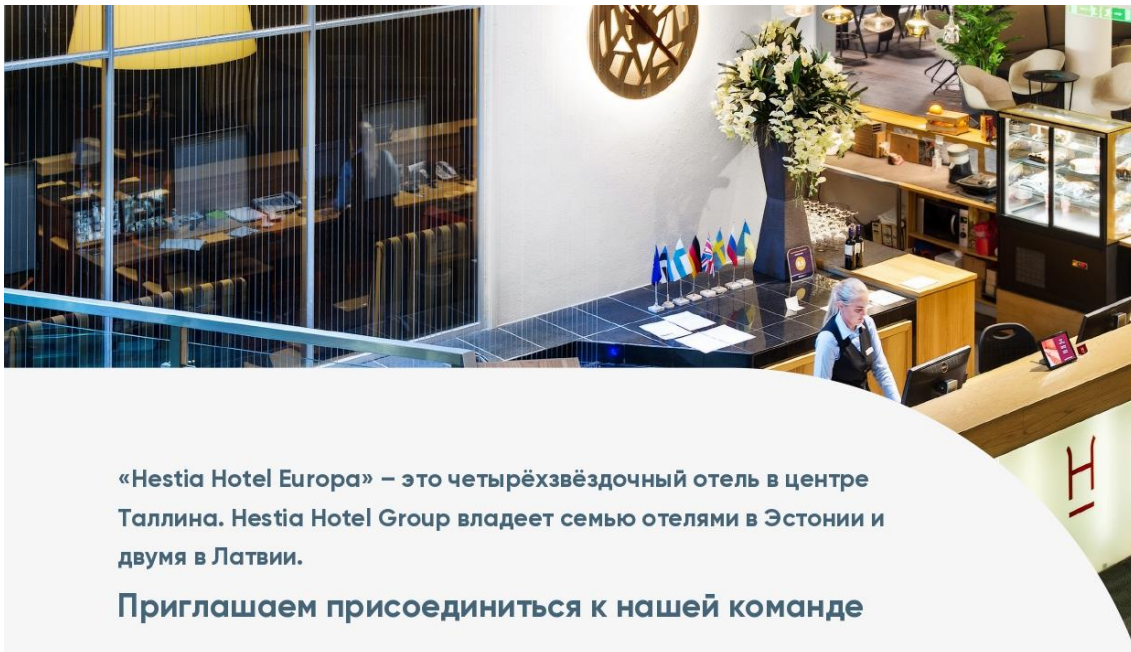 «Hestia Hotel Europa» – это четырёхзвёздочный отель в центре
Таллина. Hestia Hotel Group владеет семью отелями в Эстонии и
двумя в Латвии.
Приглашаем присоединиться к нашей команде
H